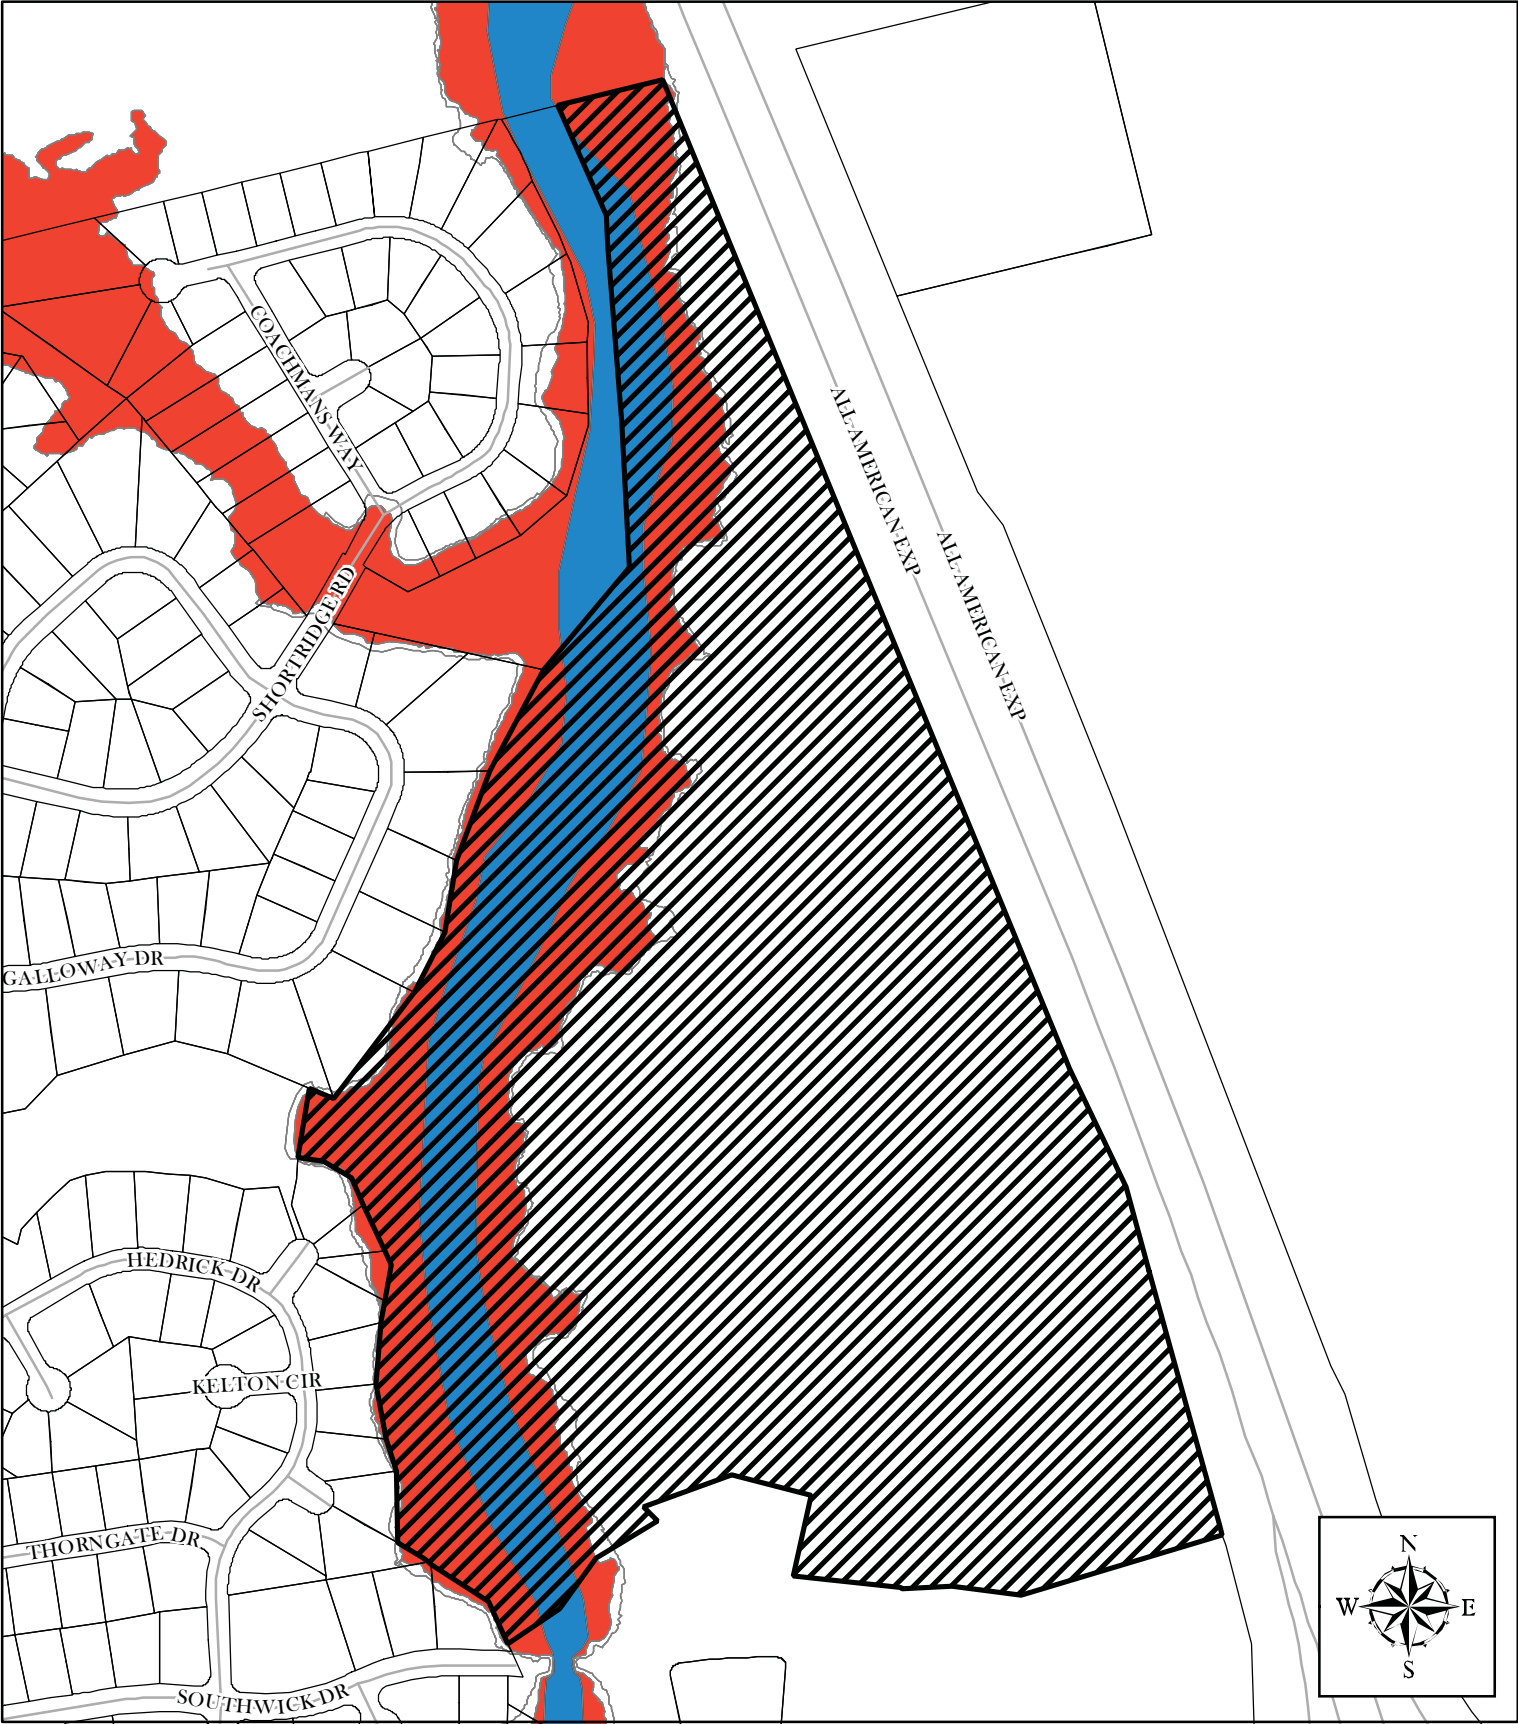 COACHMANS WAY
ALL AMERICAN EXP
ALL AMERICAN EXP
SHORTRIDGE RD
GALLOWAY DR
HEDRICK DR
KELTON CIR
THORNGATE DR
SOUTHWICK DR
N
W E
S